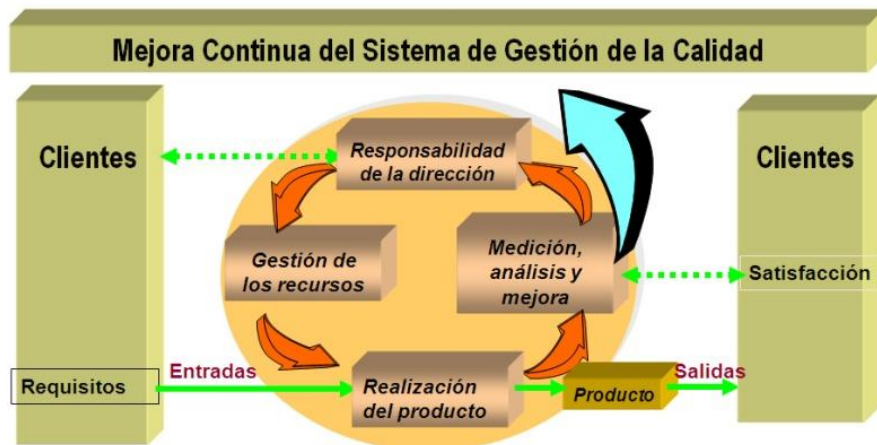 Mejora Continua del Sistema de Gestión de la Calidad
Clientes
Responsabilidad
de la dirección
Clientes
Gestión de
los recursos
Medición,
análisis y
mejora
Satisfacción
Requisitos
Entradas
Realización
del producto
Producto
Salidas